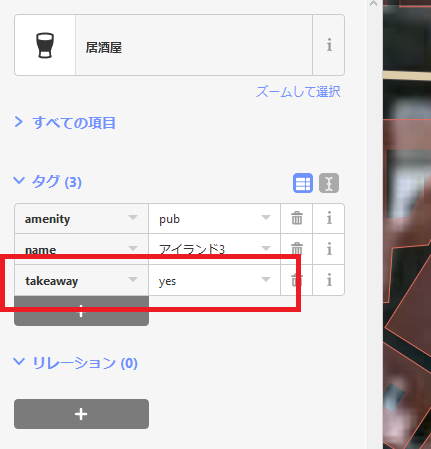 居酒屋
ズームして選択
すべての項目
タグ (3)
amenity pub
name アイランド3
takeaway yes
リレーション (0)